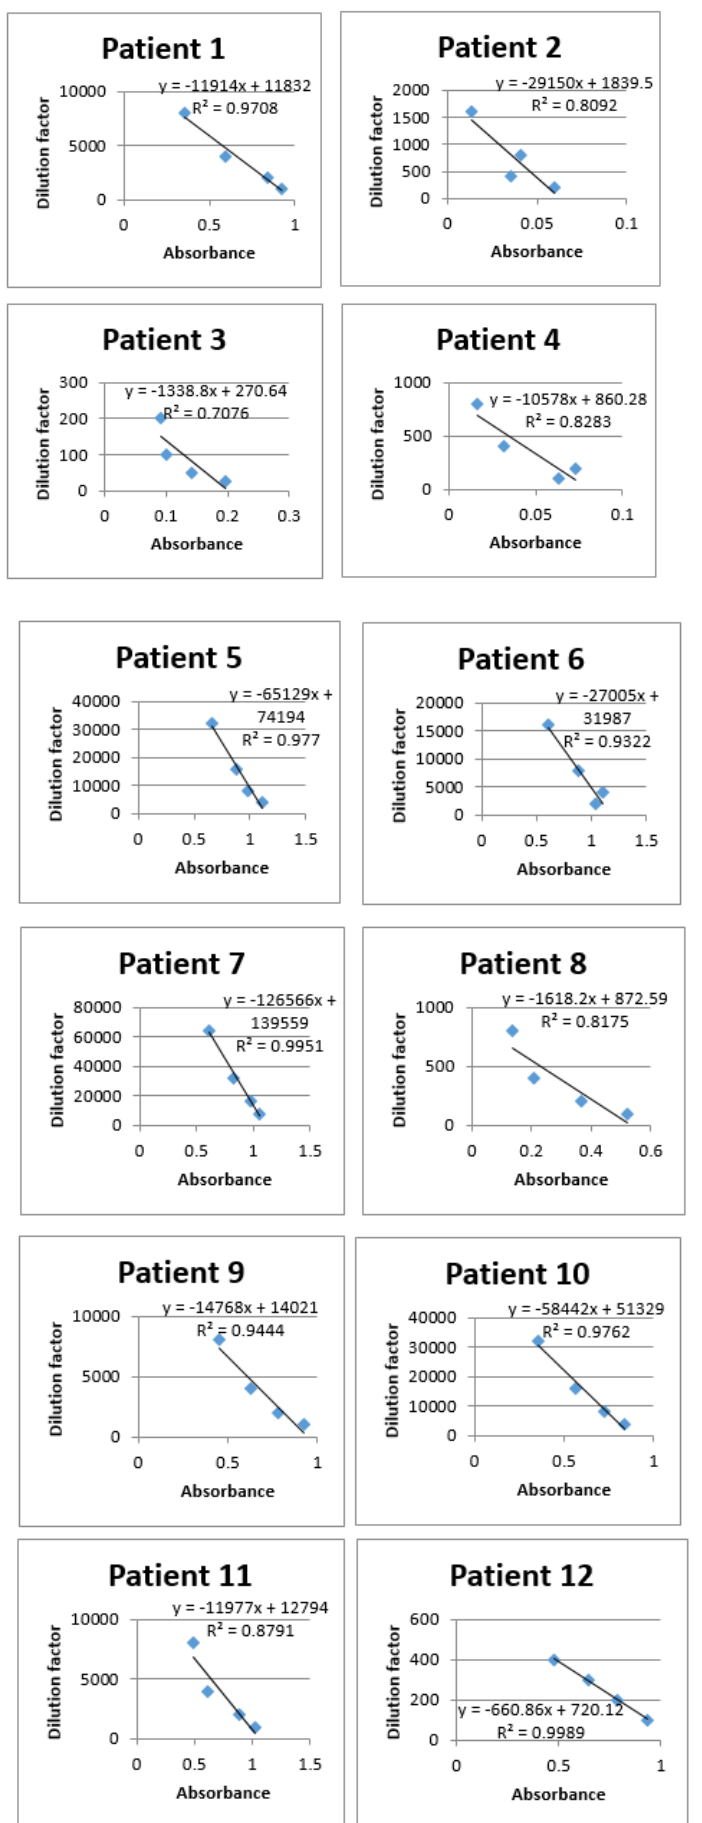 Patient 1
y = -11914x + 11832
R² = 0.9708
10000
5000
0
0 0.5 1
Dilution factor
Absorbance
Patient 2
y = -29150x + 1839.5
R² = 0.8092
2000
1500
1000
500
0
0 0.05 0.1
Dilution factor
Absorbance
Patient 3
y = -1338.8x + 270.64
R² = 0.7076
300
200
100
0
0 0.1 0.2 0.3
Dilution factor
Absorbance
Patient 4
y = -10578x + 860.28
R² = 0.8283
1000
500
0
0 0.05 0.1
Dilution factor
Absorbance
Patient 5
y = -65129x +
74194
R² = 0.977
40000
30000
20000
10000
0
0 0.5 1 1.5
Dilution factor
Absorbance
Patient 6
y = -27005x +
31987
R² = 0.9322
20000
15000
10000
5000
0
0 0.5 1 1.5
Dilution factor
Absorbance
Patient 7
y = -126566x +
139559
R² = 0.9951
80000
60000
40000
20000
0
0 0.5 1 1.5
Dilution factor
Absorbance
Patient 8
y = -1618.2x + 872.59
R² = 0.8175
1000
500
0
0 0.2 0.4 0.6
Dilution factor
Absorbance
Patient 9
y = -14768x + 14021
R² = 0.9444
10000
5000
0
0 0.5 1
Dilution factor
Absorbance
Patient 10
y = -58442x + 51329
R² = 0.9762
40000
30000
20000
10000
0
0 0.5 1
Dilution factor
Absorbance
Patient 11
y = -11977x + 12794
R² = 0.8791
10000
5000
0
0 0.5 1 1.5
Dilution factor
Absorbance
Patient 12
600
400
200
0
y = -660.86x + 720.12
R² = 0.9989
0 0.5 1
Dilution factor
Absorbance